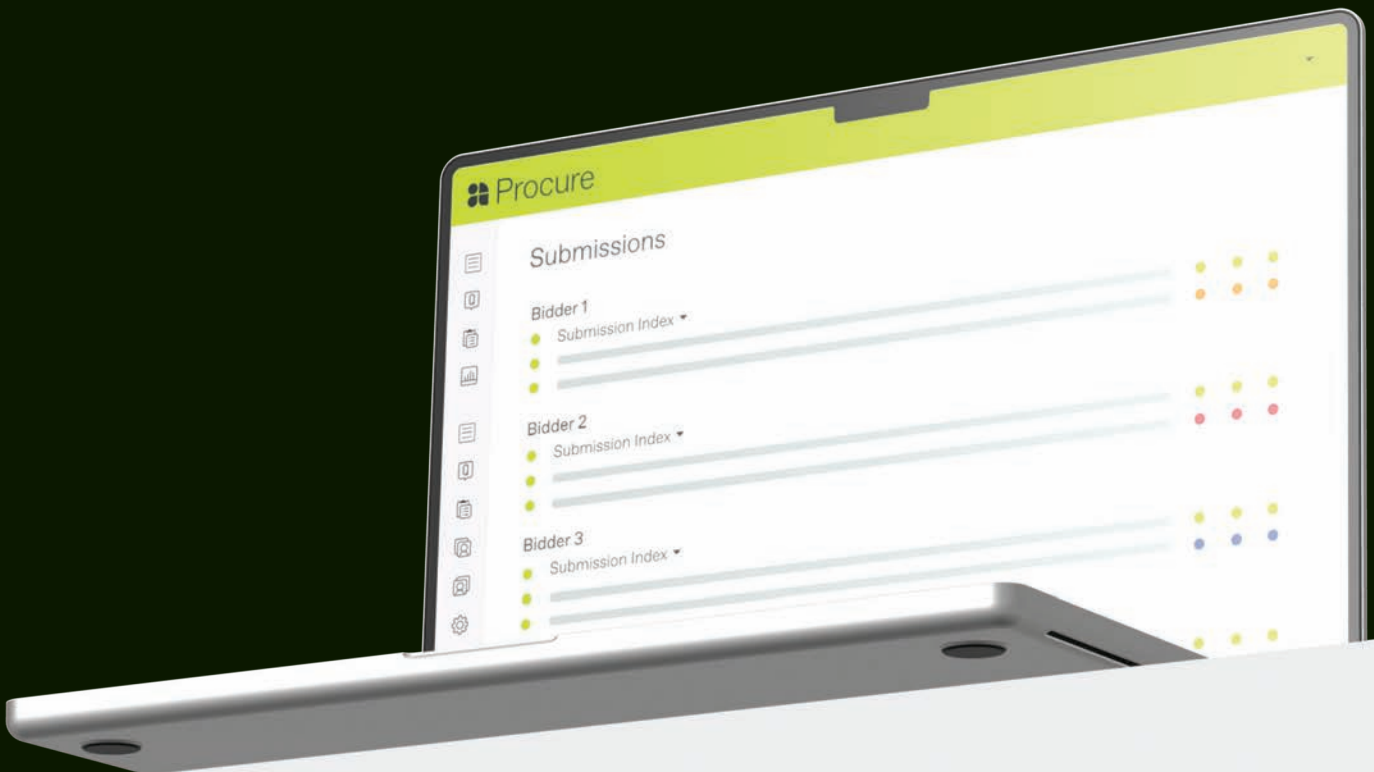 Procure
Submissions
Bidder 1
Submission Index
Bidder 2
Submission Index
Bidder 3
Submission Index